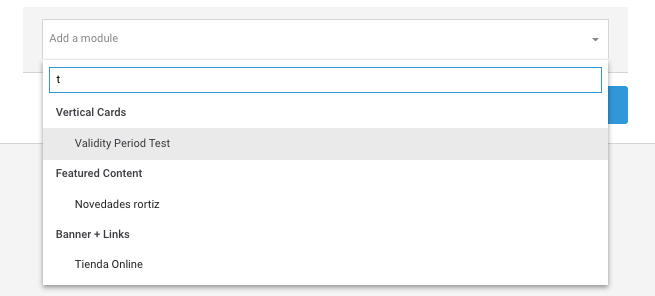 Add a module
t
Vertical Cards
Validity Period Test
Featured Content
Novedades rortiz
Banner + Links
Tienda Online